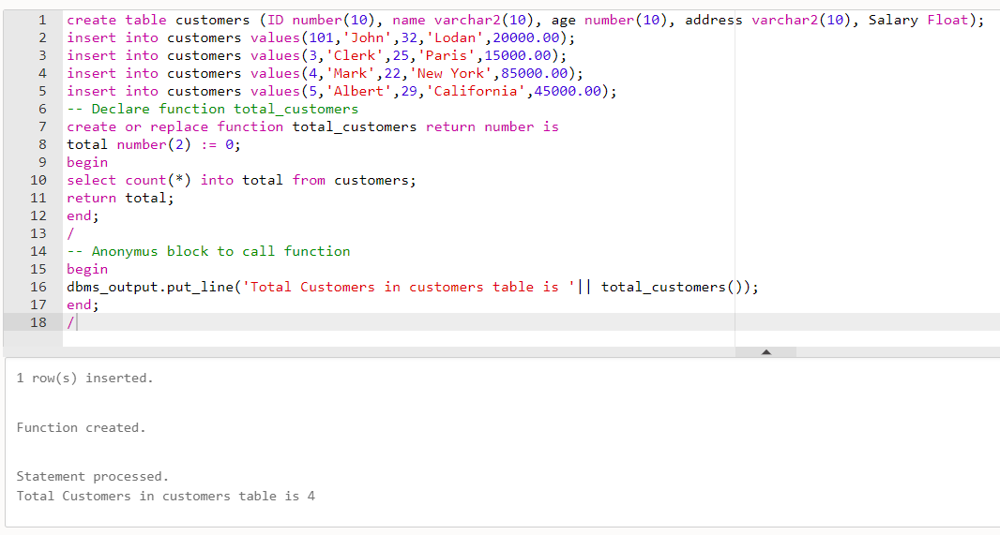 1 create table customers (ID number(10), name varchar2(10), age number(10), address varchar2(10), Salary Float);
2 insert into customers values(101,'John',32,'Lodan',20000.00);
3 insert into customers values(3,'Clerk',25,'Paris',15000.00);
4 insert into customers values(4,'Mark',22,'New York',85000.00);
5 insert into customers values(5,'Albert',29,'California',45000.00);
6 -- Declare function total_customers
7 create or replace function total_customers return number is
8 total number(2) := 0;
9 begin
10 select count(*) into total from customers;
11 return total;
12 end;
13 /
14 -- Anonymus block to call function
15 begin
16 dbms_output.put_line('Total Customers in customers table is '|| total_customers());
17 end;
18 /
1 row(s) inserted.
Function created.
Statement processed.
Total Customers in customers table is 4